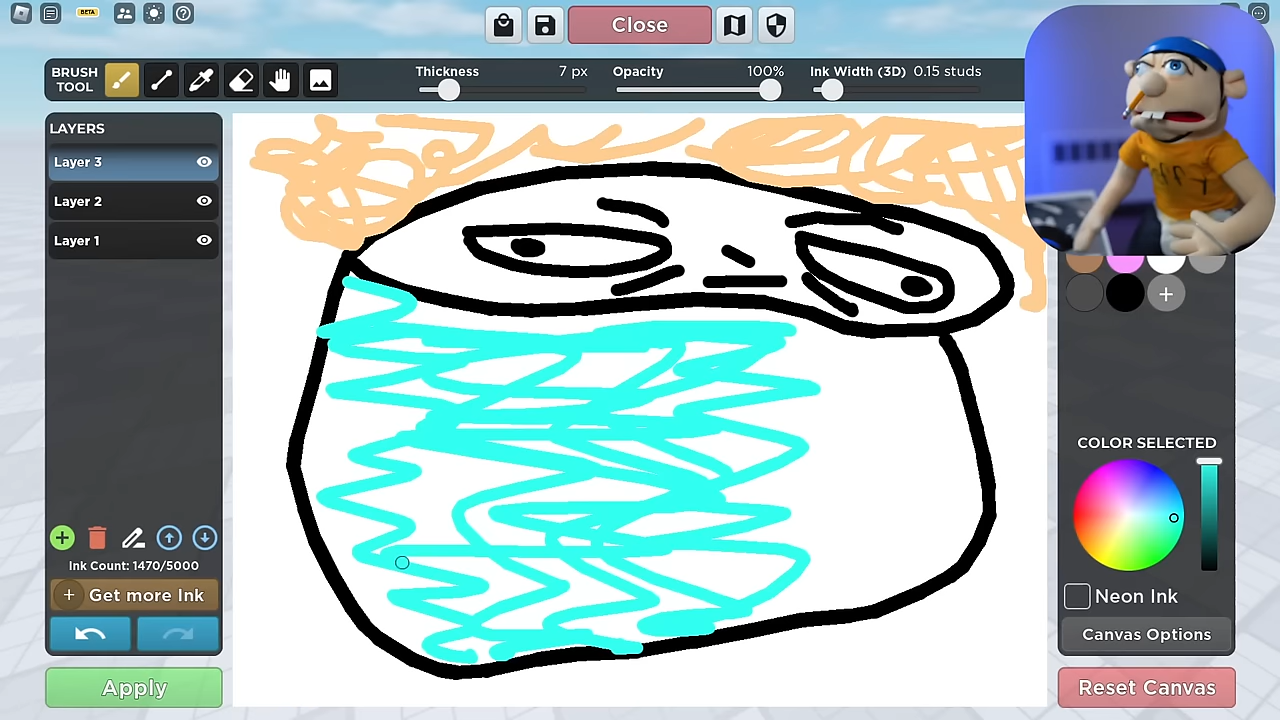 BETA
Close
BRUSH
TOOL
Thickness 7 px
Opacity 100%
Ink Width (3D) 0.15 studs
LAYERS
Layer 3
Layer 2
Layer 1
Ink Count: 1470/5000
+ Get more Ink
Apply
COLOR SELECTED
Neon Ink
Canvas Options
Reset Canvas